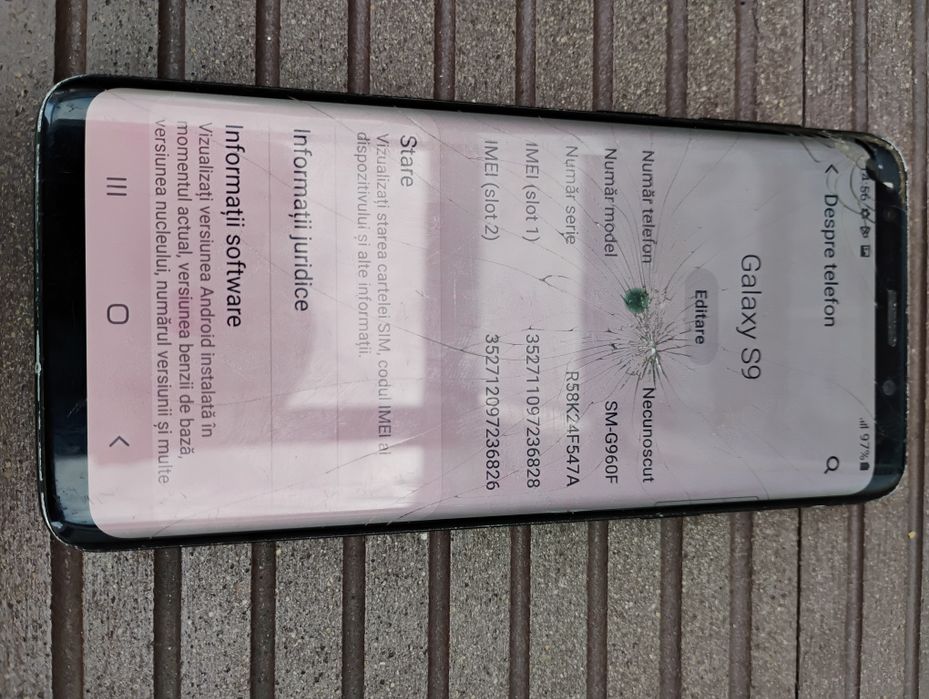 :56
97%
Despre telefon
Galaxy S9
Editare
Număr telefon Necunoscut
Număr model SM-G960F
Număr serie R58K24F547A
IMEI (slot 1) 3527111097236828
IMEI (slot 2) 352712097236826
Stare
Vizualizați starea cartelei SIM, codul IMEI al
dispozitivului și alte informații.
Informații juridice
Informații software
Vizualizați versiunea Android instalată în
momentul actual, versiunea benzii de bază,
versiunea nucleului, numărul versiunii și multe